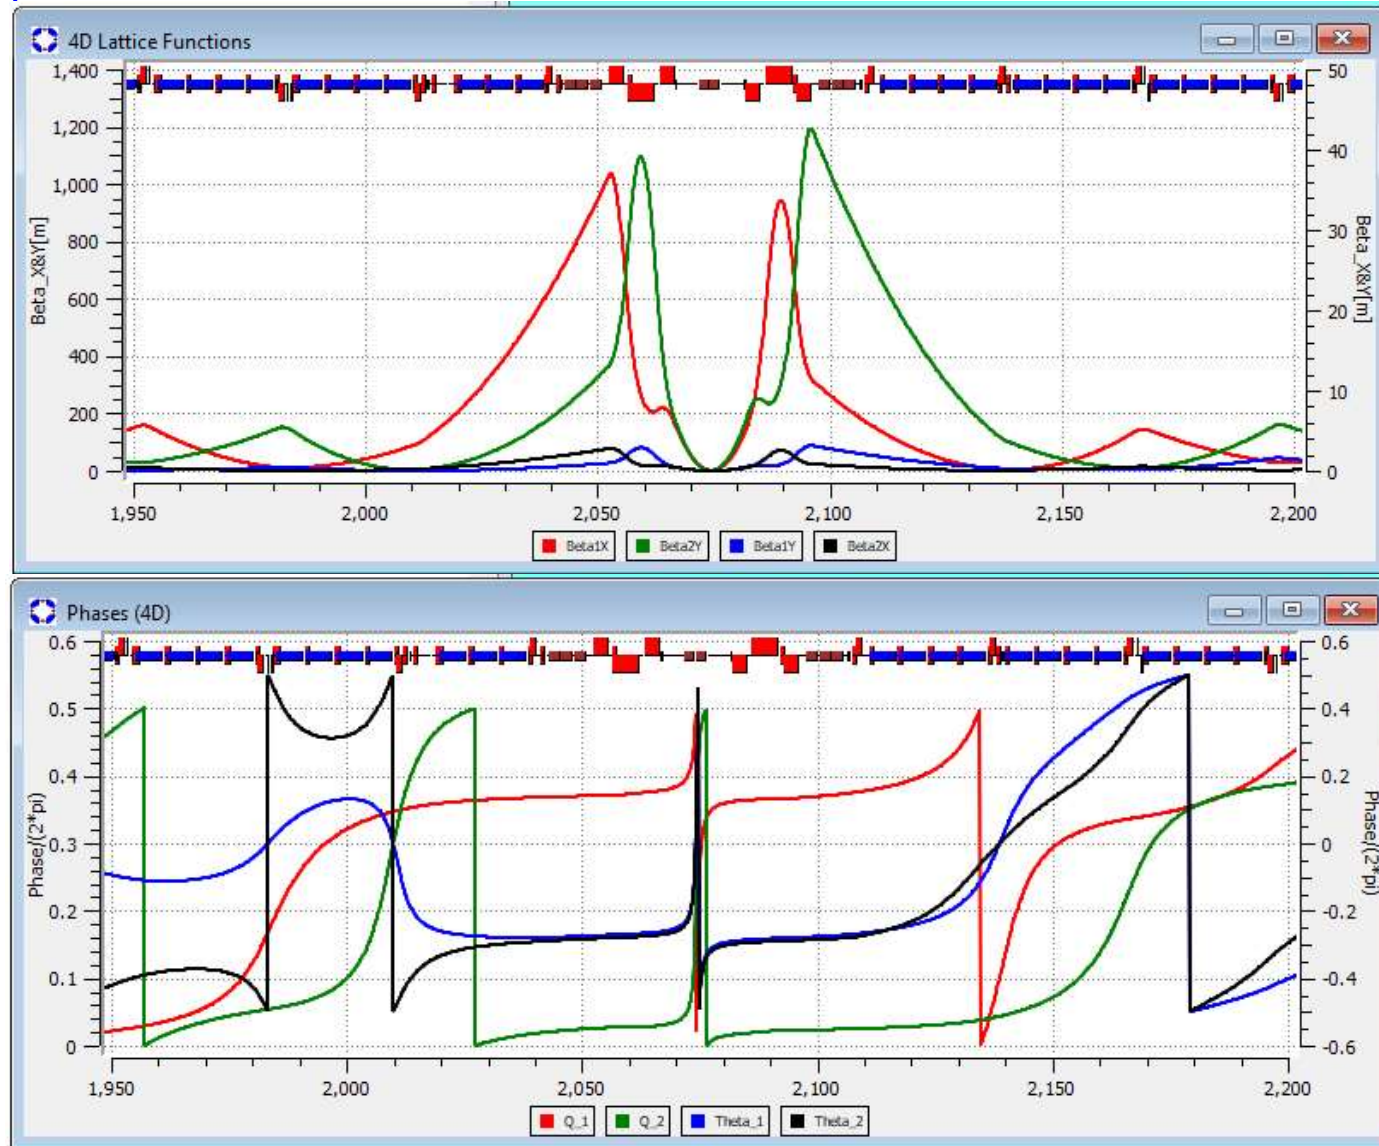 4D Lattice Functions
1,400
1,200
1,000
800
600
400
200
0
Beta_X&Y[m]
50
40
30
20
10
0
Beta_X&Y[m]
1,950 2,000 2,050 2,100 2,150 2,200
Beta1X Beta2Y Beta1Y Beta2X
Phases (4D)
0.6
0.5
0.4
0.3
0.2
0.1
0
Phase/(2*pi)
0.6
0.4
0.2
0
-0.2
-0.4
-0.6
Phase/(2*pi)
1,950 2,000 2,050 2,100 2,150 2,200
Q_1 Q_2 Theta_1 Theta_2